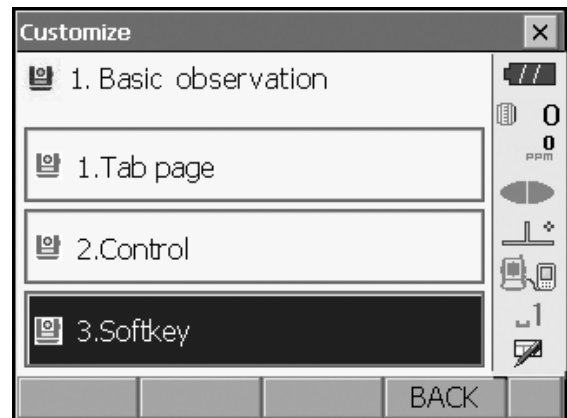 Customize
1. Basic observation
0
0
PPM
1.Tab page
2.Control
3.Softkey
1
BACK